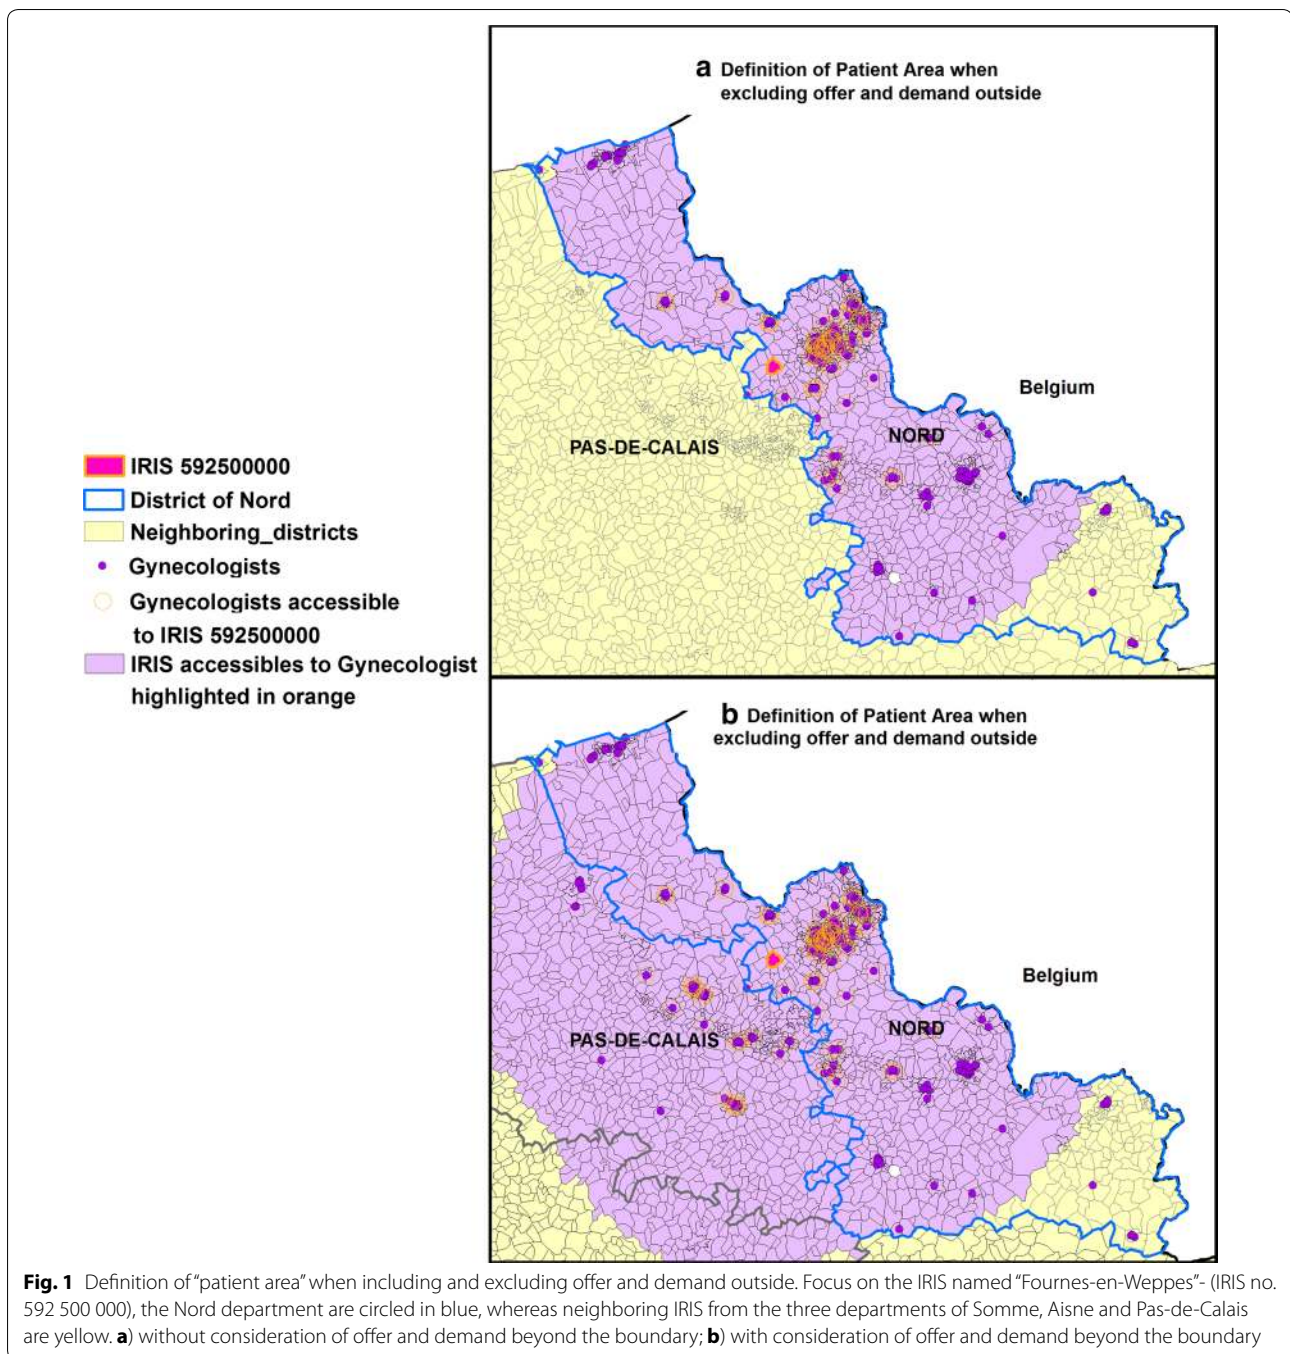 a Definition of Patient Area when
excluding offer and demand outside
Belgium
NORD
PAS-DE-CALAIS
IRIS 592500000
District of Nord
Neighboring_districts
Gynecologists
Gynecologists accessible
to IRIS 592500000
IRIS accessibles to Gynecologist
highlighted in orange
b Definition of Patient Area when
excluding offer and demand outside
Belgium
NORD
PAS-DE-CALAIS
Fig. 1 Definition of "patient area" when including and excluding offer and demand outside. Focus on the IRIS named "Fournes-en-Weppes"- (IRIS no.
592 500 000), the Nord department are circled in blue, whereas neighboring IRIS from the three departments of Somme, Aisne and Pas-de-Calais
are yellow. a) without consideration of offer and demand beyond the boundary; b) with consideration of offer and demand beyond the boundary